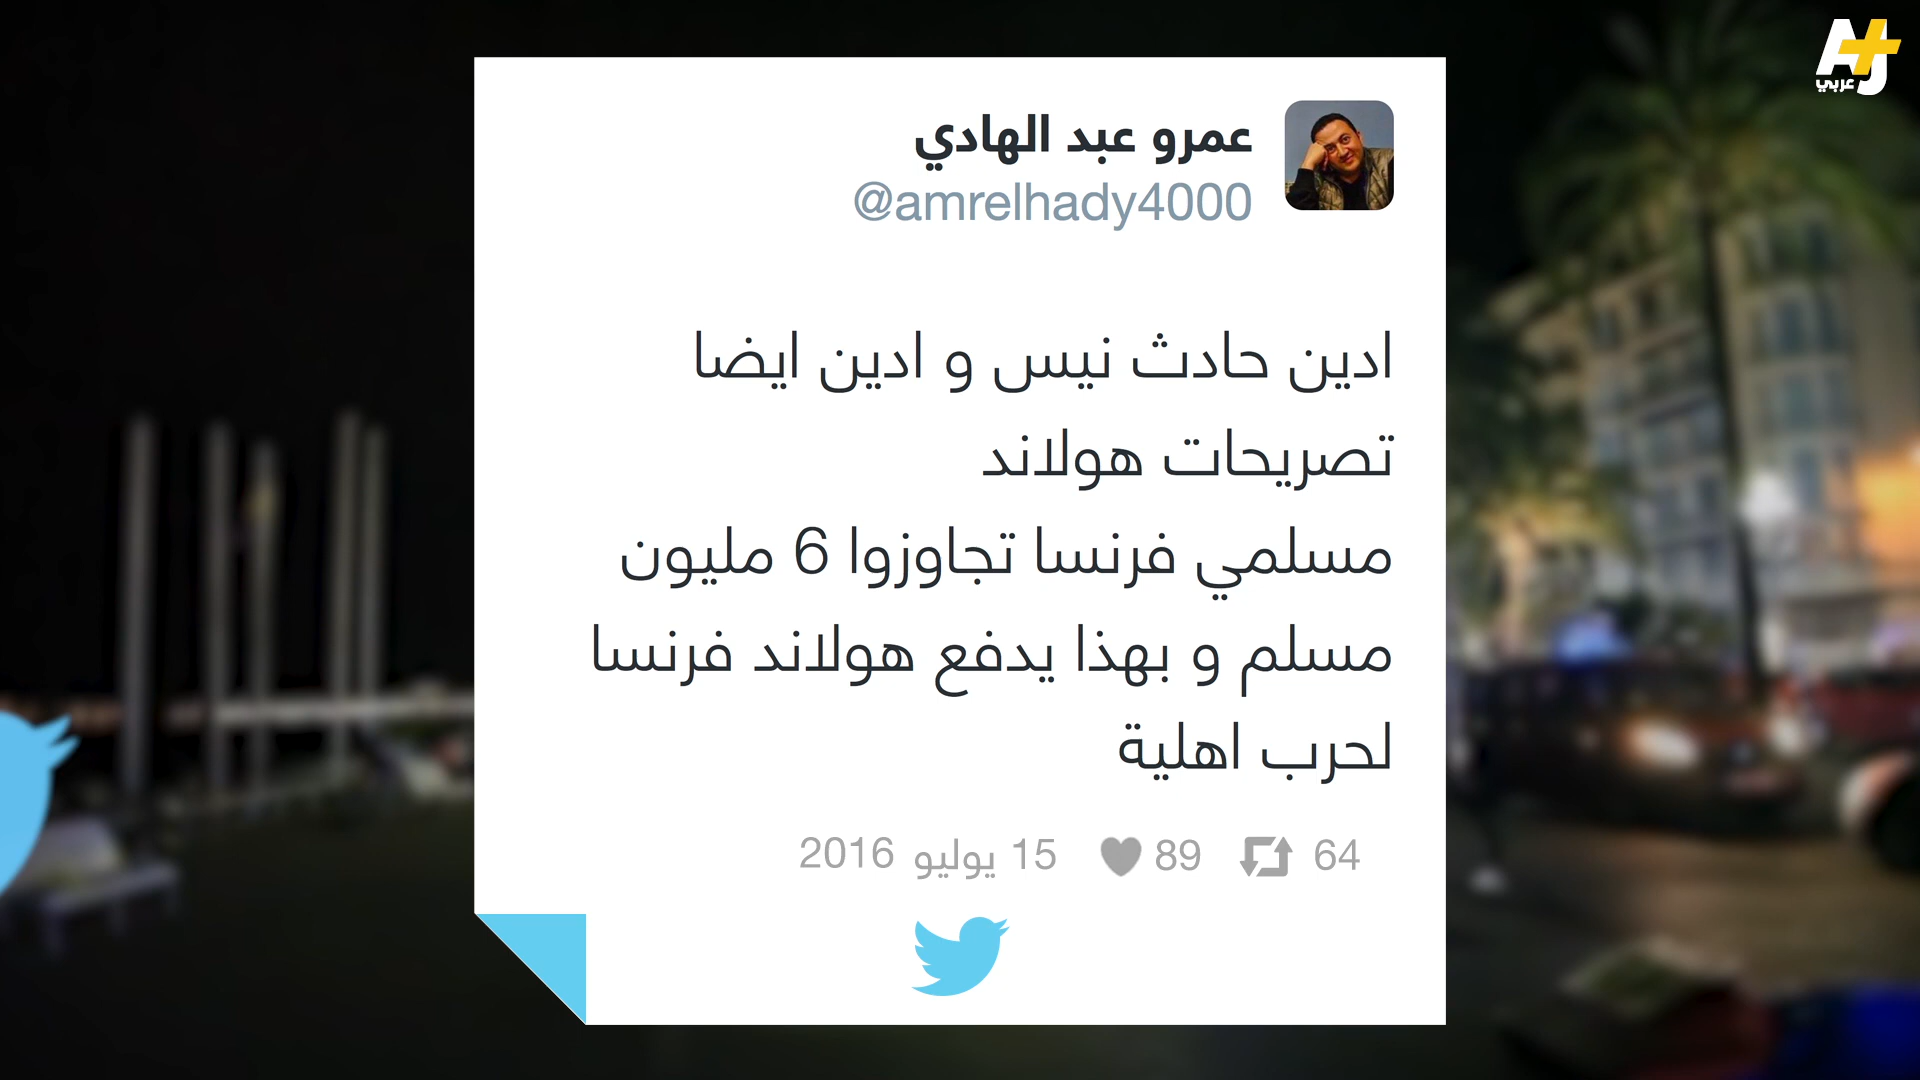 AJ+
عربي
عمرو عبد الهادي
@amrelhady4000
ادين حادث نيس و ادين ايضا
تصريحات هولاند
مسلمي فرنسا تجاوزوا 6 مليون
مسلم و بهذا يدفع هولاند فرنسا
لحرب اهلية
64 89 15 يوليو 2016